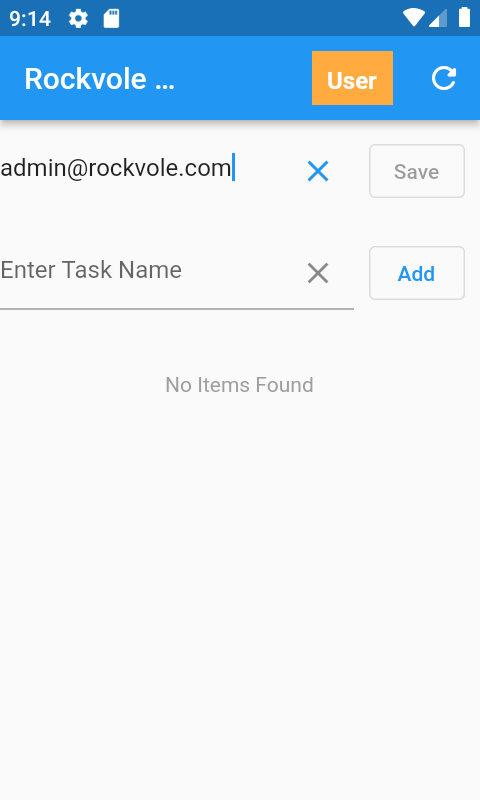 9:14
Rockvole ...
User
admin@rockvole.com
Save
Enter Task Name
Add
No Items Found